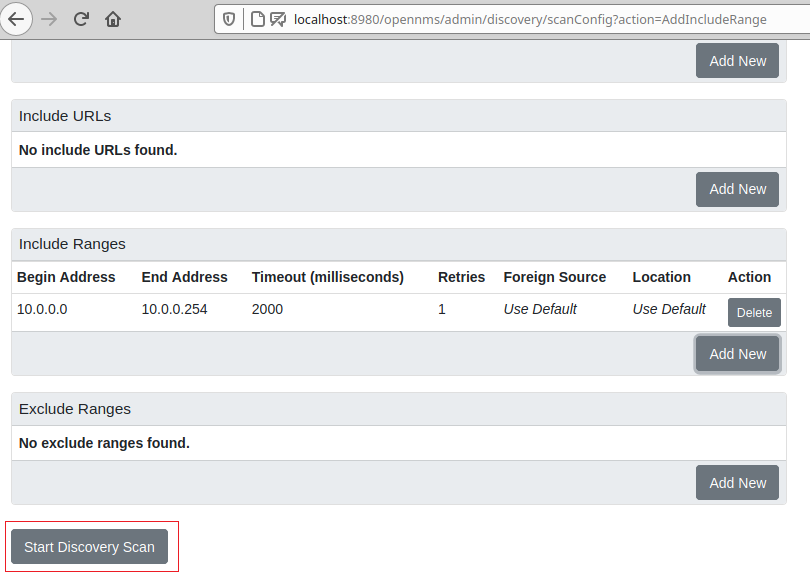 localhost:8980/opennms/admin/discovery/scanConfig?action=AddIncludeRange
Add New
Include URLs
No include URLs found.
Add New
Include Ranges
Begin Address End Address Timeout (milliseconds) Retries Foreign Source Location Action
10.0.0.0 10.0.0.254 2000 1 Use Default Use Default Delete
Add New
Exclude Ranges
No exclude ranges found.
Add New
Start Discovery Scan